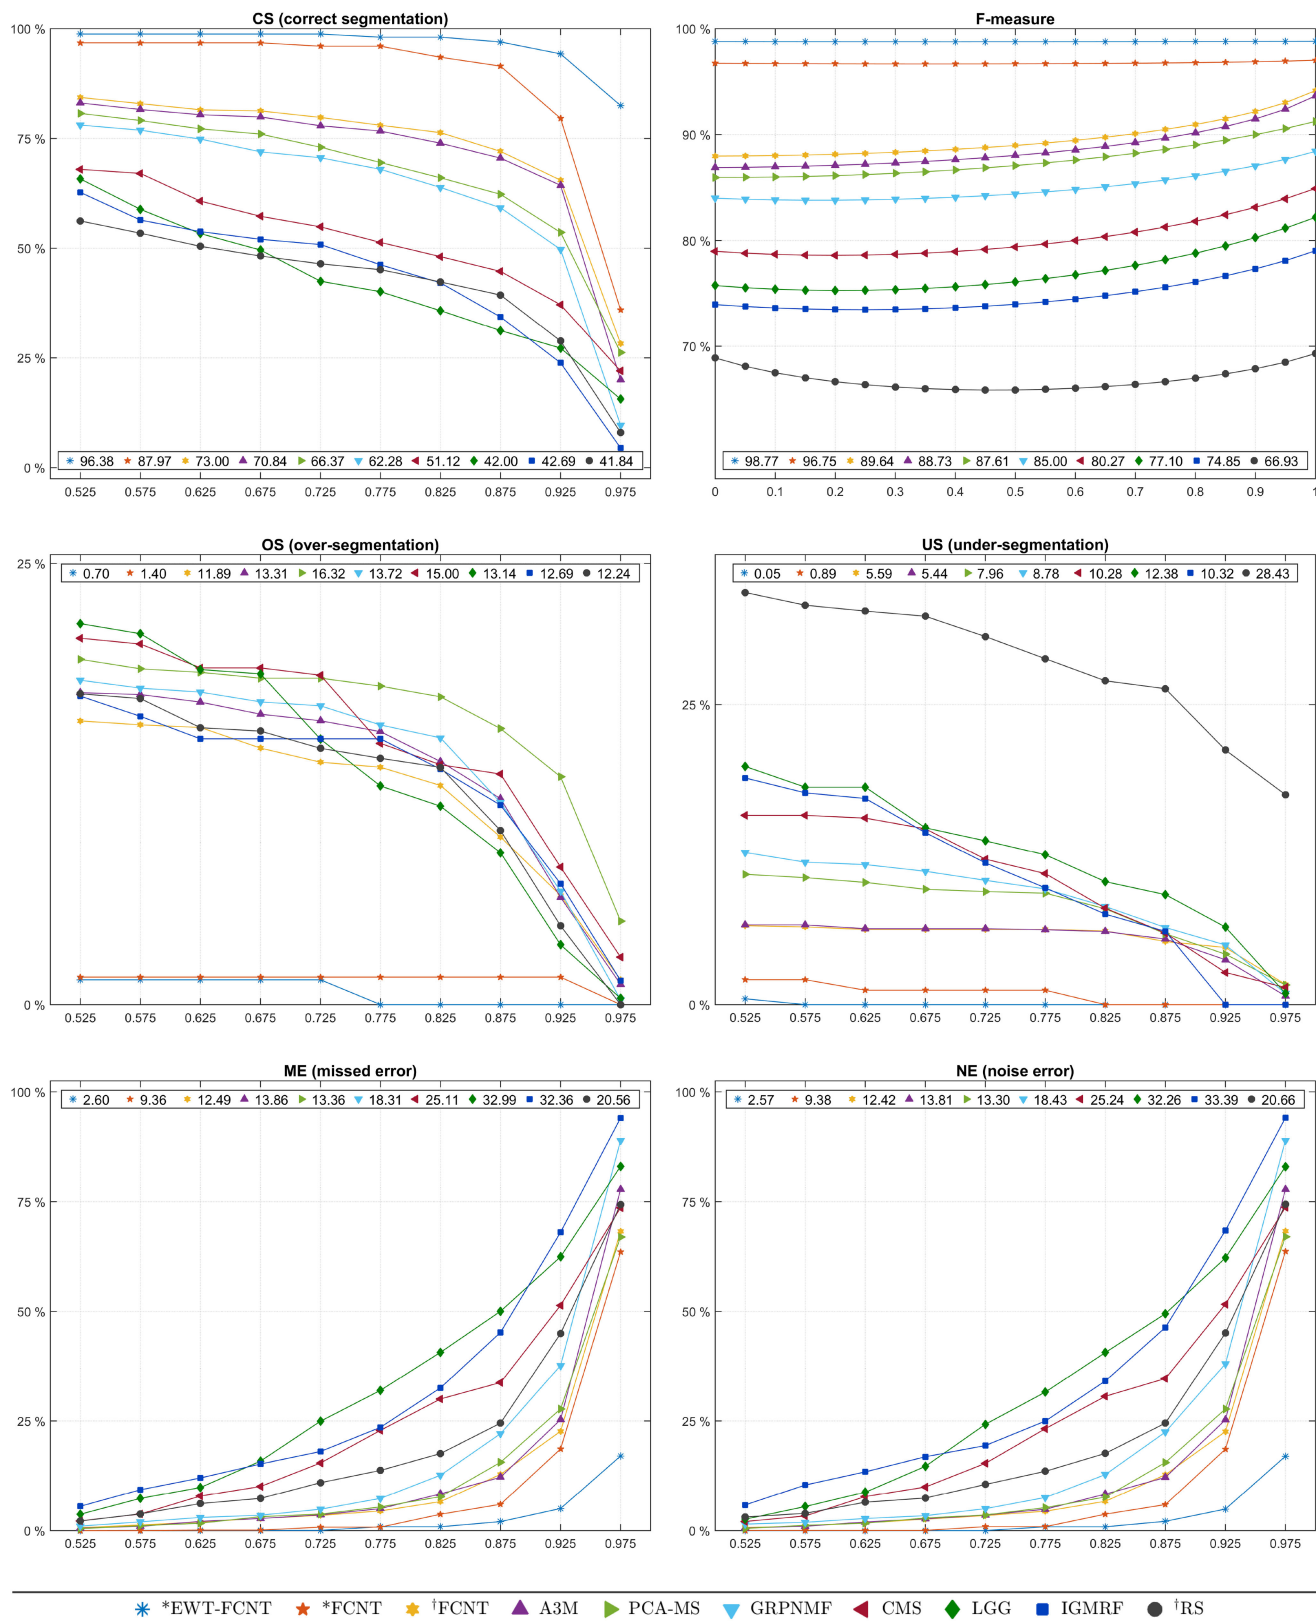 CS (correct segmentation)
100 %
75 %
50 %
25 %
0 %
96.38 87.97 73.00 70.84 66.37 62.28 51.12 42.00 42.69 41.84
0.525 0.575 0.625 0.675 0.725 0.775 0.825 0.875 0.925 0.975
F-measure
100 %
90 %
80 %
70 %
98.77 96.75 89.64 88.73 87.61 85.00 80.27 77.10 74.85 66.93
0 0.1 0.2 0.3 0.4 0.5 0.6 0.7 0.8 0.9 1
OS (over-segmentation)
25 %
0.70 1.40 11.89 13.31 16.32 13.72 15.00 13.14 12.69 12.24
0 %
0.525 0.575 0.625 0.675 0.725 0.775 0.825 0.875 0.925 0.975
US (under-segmentation)
0.05 0.89 5.59 5.44 7.96 8.78 10.28 12.38 10.32 28.43
25 %
0 %
0.525 0.575 0.625 0.675 0.725 0.775 0.825 0.875 0.925 0.975
ME (missed error)
100 %
2.60 9.36 12.49 13.86 13.36 18.31 25.11 32.99 32.36 20.56
75 %
50 %
25 %
0 %
0.525 0.575 0.625 0.675 0.725 0.775 0.825 0.875 0.925 0.975
NE (noise error)
100 %
2.57 9.38 12.42 13.81 13.30 18.43 25.24 32.26 33.39 20.66
75 %
50 %
25 %
0 %
0.525 0.575 0.625 0.675 0.725 0.775 0.825 0.875 0.925 0.975
*EWT-FCNT *FCNT †FCNT A3M PCA-MS GRPNMF CMS LGG IGMRF †RS